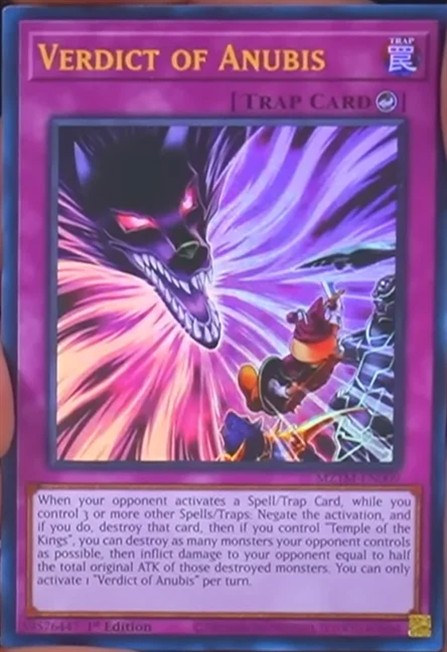 VERDICT OF ANUBIS
TRAP
罠
[TRAP CARD]
When your opponent activates a Spell/Trap Card, while you
control 3 or more other Spells/Traps: Negate the activation, and
if you do, destroy that card, then if you control "Temple of the
Kings", you can destroy as many monsters your opponent controls
as possible, then inflict damage to your opponent equal to half
the total original ATK of those destroyed monsters. You can only
activate 1 "Verdict of Anubis" per turn.
1st Edition